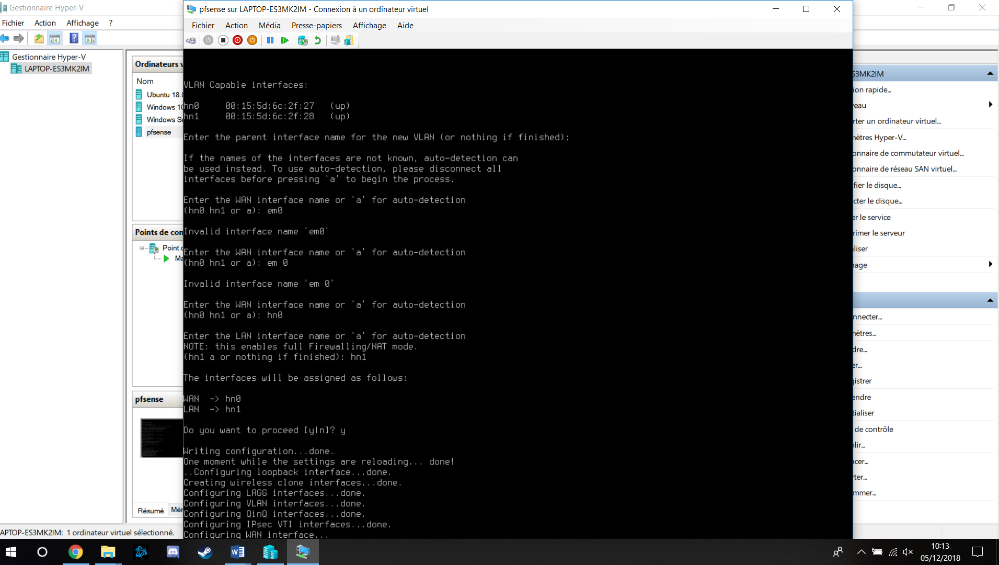 Gestionnaire Hyper-V
Fichier Action Affichage ?
Gestionnaire Hyper-V
LAPTOP-ES3MK2IM
Ordinateurs
Nom
Ubuntu
Windows
Windows
pfsense
Points de
Point
pfsense
Résumé
APTOP-ES3MK2IM: 1 ordinateur virtuel sélectionné.
pfsense sur LAPTOP-ES3MK2IM - Connexion à un ordinateur virtuel
Fichier Action Média Presse-papiers Affichage Aide
VLAN Capable interfaces:
hn0 00:15:5d:6c:2f:27 (up)
hn1 00:15:5d:6c:2f:28 (up)
Enter the parent interface name for the new VLAN (or nothing if finished):
If the names of the interfaces are not known, auto-detection can
be used instead. To use auto-detection, please disconnect all
interfaces before pressing 'a' to begin the process.
Enter the WAN interface name or 'a' for auto-detection
(hn0 hn1 or a): em0
Invalid interface name 'em0'
Enter the WAN interface name or 'a' for auto-detection
(hn0 hn1 or a): em 0
Invalid interface name 'em 0'
Enter the WAN interface name or 'a' for auto-detection
(hn0 hn1 or a): hn0
Enter the LAN interface name or 'a' for auto-detection
NOTE: this enables full Firewalling/NAT mode.
(hn1 a or nothing if finished): hn1
The interfaces will be assigned as follows:
WAN -> hn0
LAN -> hn1
Do you want to proceed [y|n]? y
Writing configuration...done.
One moment while the settings are reloading... done!
..Configuring loopback interface...done.
Creating wireless clone interfaces...done.
Configuring LAGG interfaces...done.
Configuring VLAN interfaces...done.
Configuring QinQ interfaces...done.
Configuring IPsec VTI interfaces...done.
Configuring WAN interface...
S3MK2IM
ion rapide...
veau
rter un ordinateur virtuel...
nètres Hyper-V...
onnaire de commutateur virtuel...
onnaire de réseau SAN virtuel...
fier le disque...
cter le disque...
er le service
rimer le serveur
liser
nage
nnecter...
nètres...
dre...
er...
gistrer
endre
tialiser
de contrôle
lir...
acer...
rter...
mmer...
10:13
05/12/2018